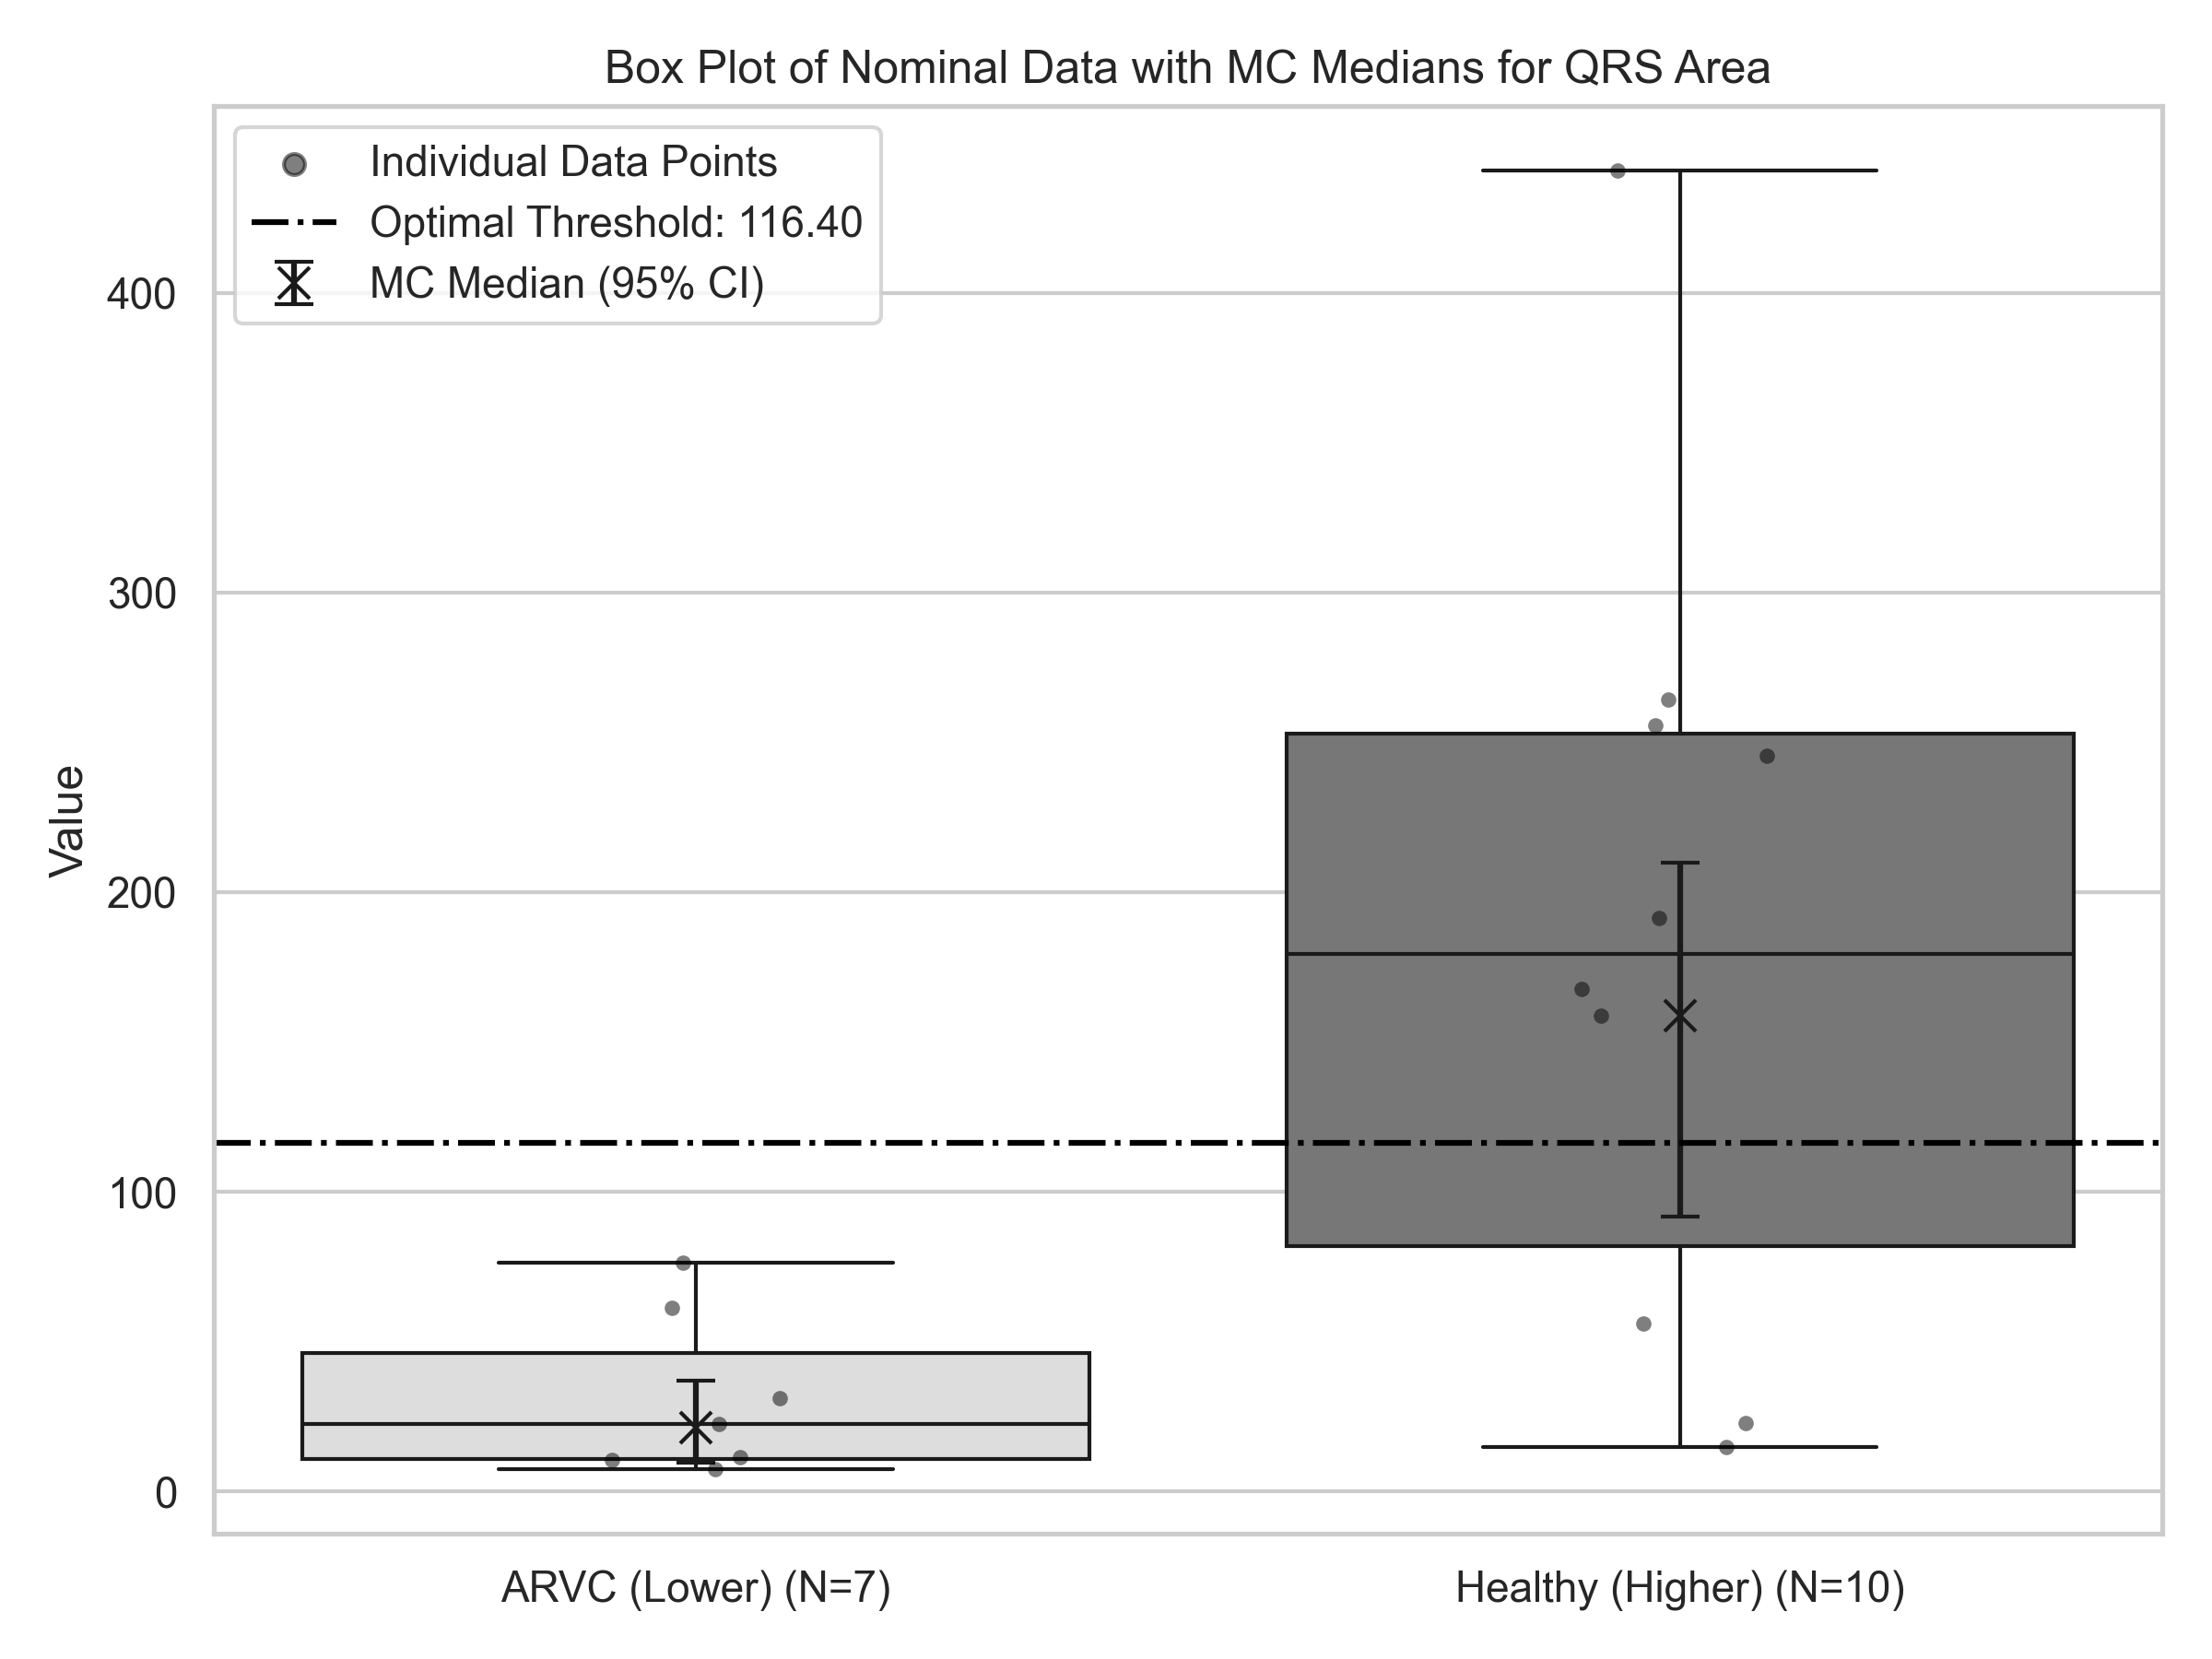 Box Plot of Nominal Data with MC Medians for QRS Area
Individual Data Points
Optimal Threshold: 116.40
MC Median (95% CI)
400
300
200
100
0
Value
ARVC (Lower) (N=7)
Healthy (Higher) (N=10)